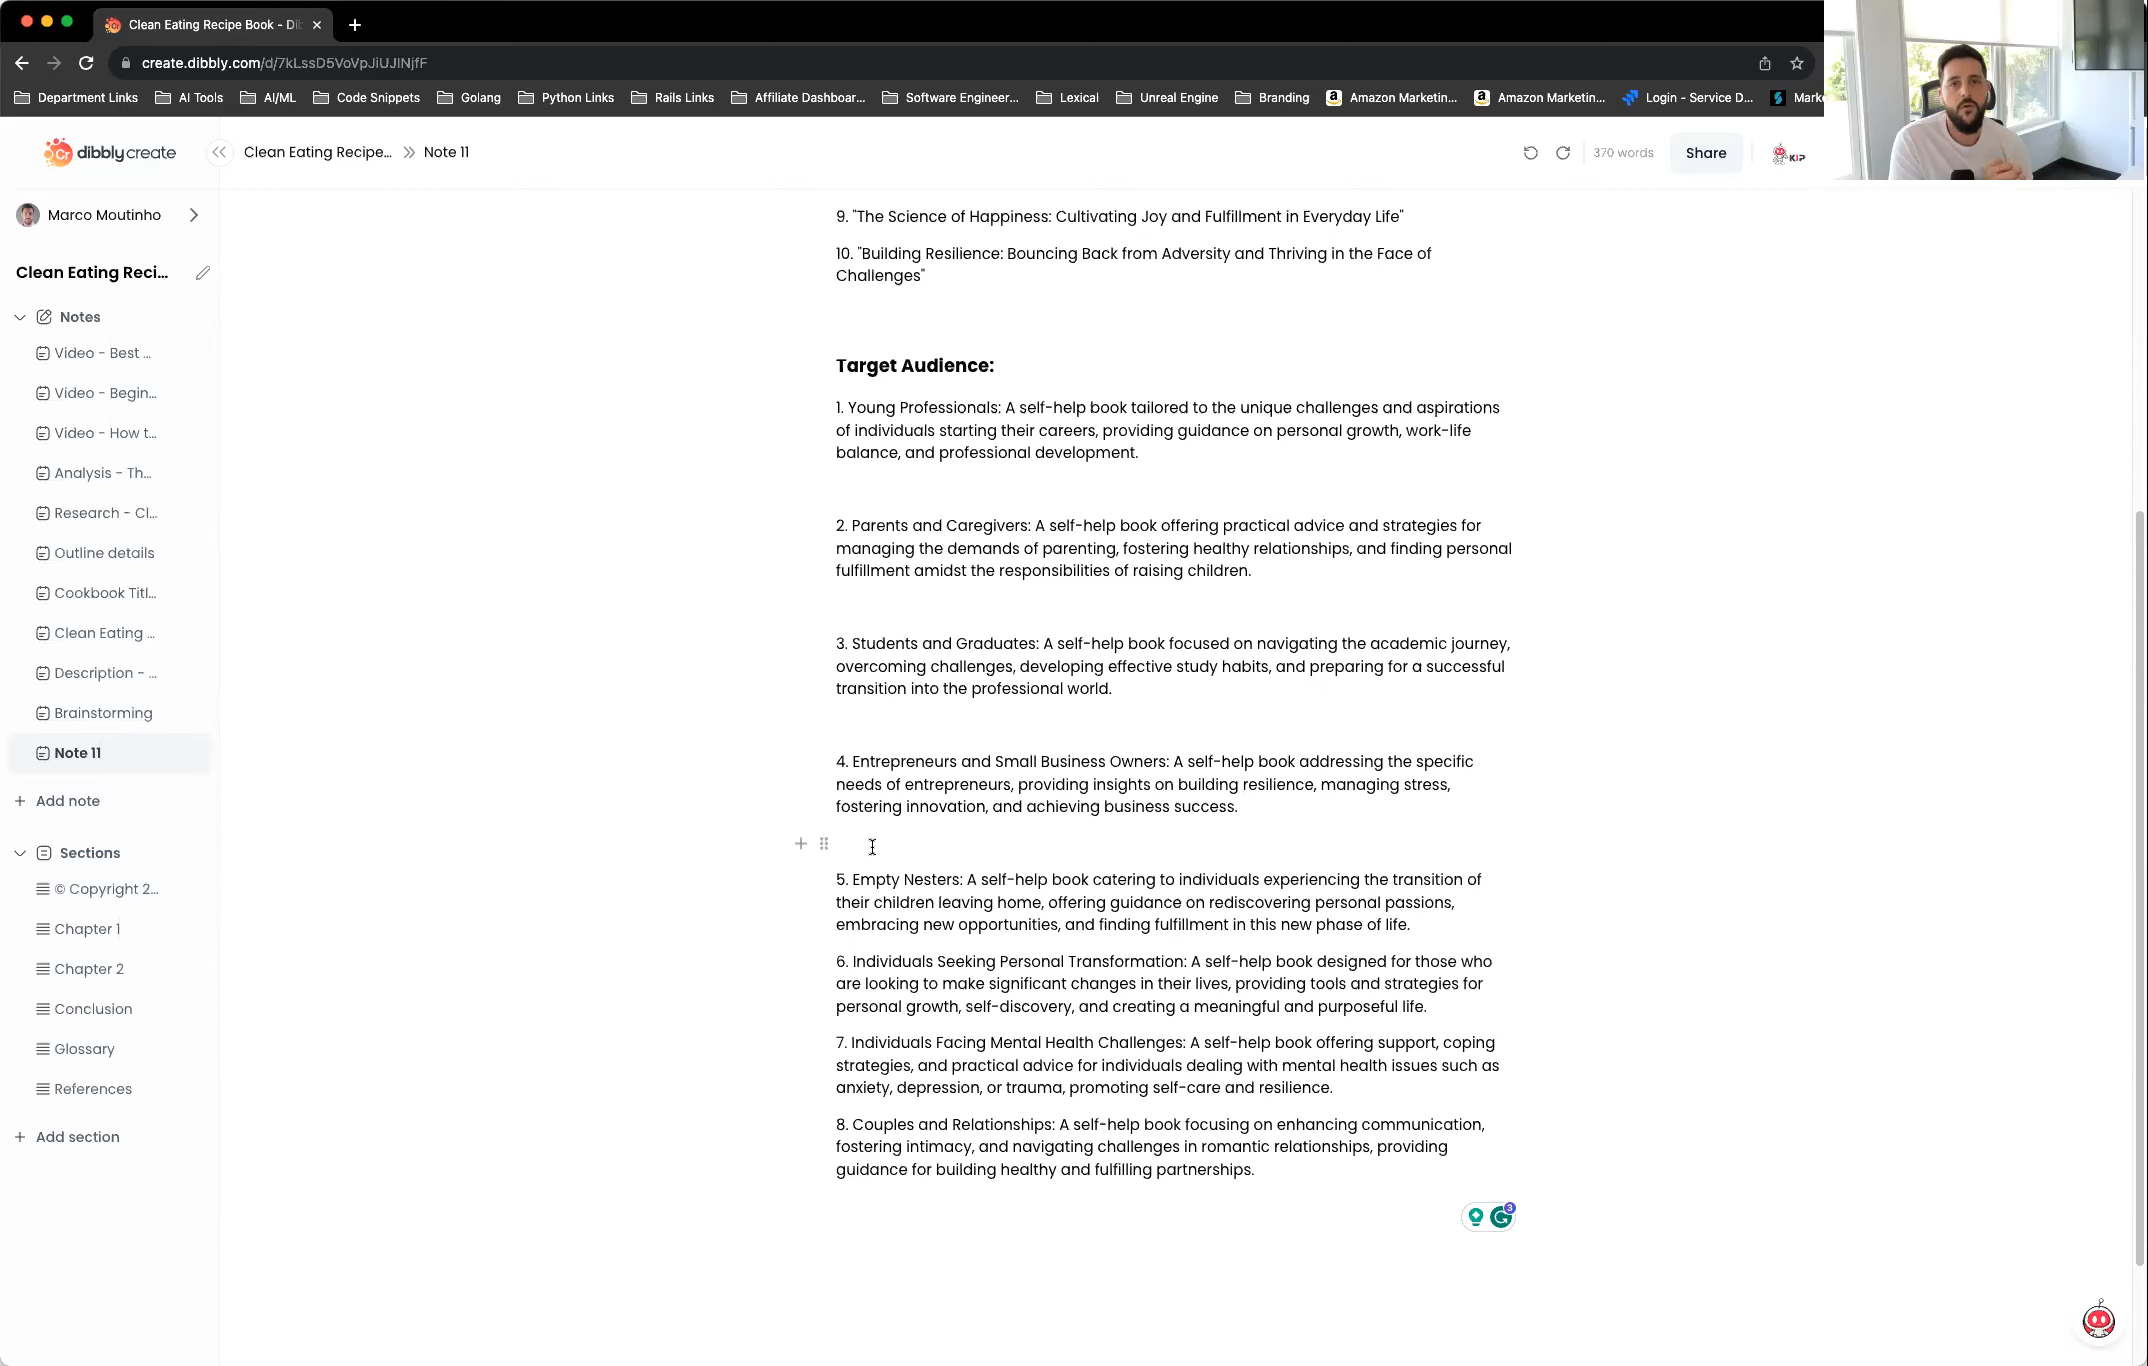 Clean Eating Recipe Book - Di
create.dibbly.com/d/7kLssD5VoVpJiUJINjfF
Department Links
AI Tools
AI/ML
Code Snippets
Golang
Python Links
Rails Links
Affiliate Dashboar...
Software Engineer...
Lexical
Unreal Engine
Branding
Amazon Marketin...
Amazon Marketin...
Login - Service D...
Mark
Cr dibblycreate
Clean Eating Recipe... >> Note 11
370 words
Share
KIP
Marco Moutinho
Clean Eating Reci...
Notes
Video - Best ...
Video - Begin...
Video - How t...
Analysis - Th...
Research - Cl...
Outline details
Cookbook Titl...
Clean Eating ...
Description - ...
Brainstorming
Note 11
+ Add note
Sections
© Copyright 2...
Chapter 1
Chapter 2
Conclusion
Glossary
References
+ Add section
9. "The Science of Happiness: Cultivating Joy and Fulfillment in Everyday Life"
10. "Building Resilience: Bouncing Back from Adversity and Thriving in the Face of
Challenges"
Target Audience:
1. Young Professionals: A self-help book tailored to the unique challenges and aspirations
of individuals starting their careers, providing guidance on personal growth, work-life
balance, and professional development.
2. Parents and Caregivers: A self-help book offering practical advice and strategies for
managing the demands of parenting, fostering healthy relationships, and finding personal
fulfillment amidst the responsibilities of raising children.
3. Students and Graduates: A self-help book focused on navigating the academic journey,
overcoming challenges, developing effective study habits, and preparing for a successful
transition into the professional world.
4. Entrepreneurs and Small Business Owners: A self-help book addressing the specific
needs of entrepreneurs, providing insights on building resilience, managing stress,
fostering innovation, and achieving business success.
5. Empty Nesters: A self-help book catering to individuals experiencing the transition of
their children leaving home, offering guidance on rediscovering personal passions,
embracing new opportunities, and finding fulfillment in this new phase of life.
6. Individuals Seeking Personal Transformation: A self-help book designed for those who
are looking to make significant changes in their lives, providing tools and strategies for
personal growth, self-discovery, and creating a meaningful and purposeful life.
7. Individuals Facing Mental Health Challenges: A self-help book offering support, coping
strategies, and practical advice for individuals dealing with mental health issues such as
anxiety, depression, or trauma, promoting self-care and resilience.
8. Couples and Relationships: A self-help book focusing on enhancing communication,
fostering intimacy, and navigating challenges in romantic relationships, providing
guidance for building healthy and fulfilling partnerships.
3